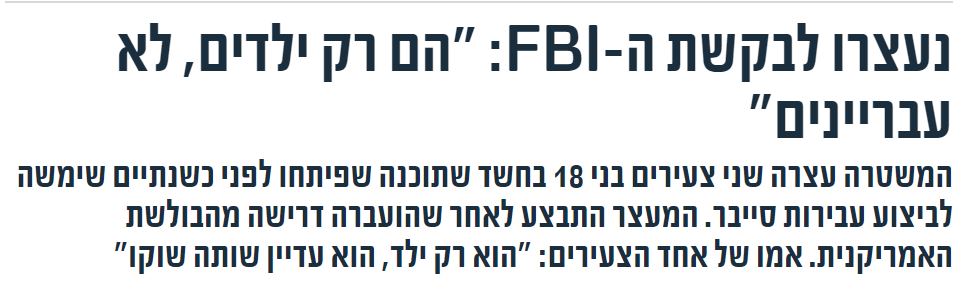 נעצרו לבקשת ה-FBI: "הם רק ילדים, לא
עבריינים"
המשטרה עצרה שני צעירים בני 18 בחשד שתוכנה שפיתחו לפני כשנתיים שימשה
לביצוע עבירות סייבר. המעצר התבצע לאחר שהועברה דרישה מהבולשת
האמריקנית. אמו של אחד הצעירים: "הוא רק ילד, הוא עדיין שותה שוקו"